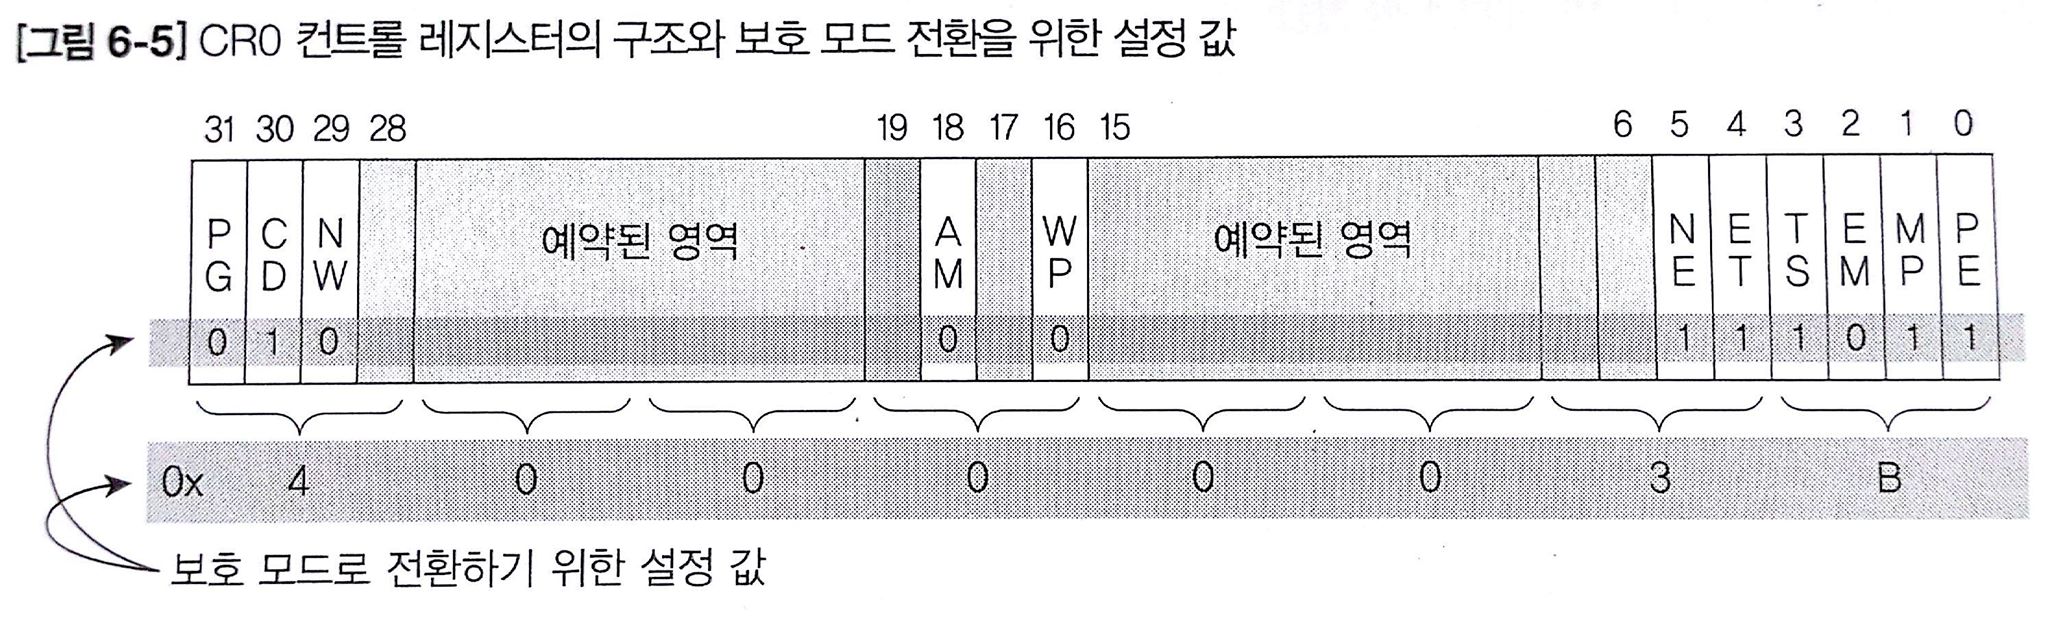 [그림 6-5] CR0 컨트롤 레지스터의 구조와 보호 모드 전환을 위한 설정 값
31 30 29 28 19 18 17 16 15 6 5 4 3 2 1 0
PG CD NW 예약된 영역 AM WP 예약된 영역 NE ET TS EM MP PE
0 1 0 0 0 1 1 1 0 1 1
0x 4 0 0 0 0 0 3 B
보호 모드로 전환하기 위한 설정 값